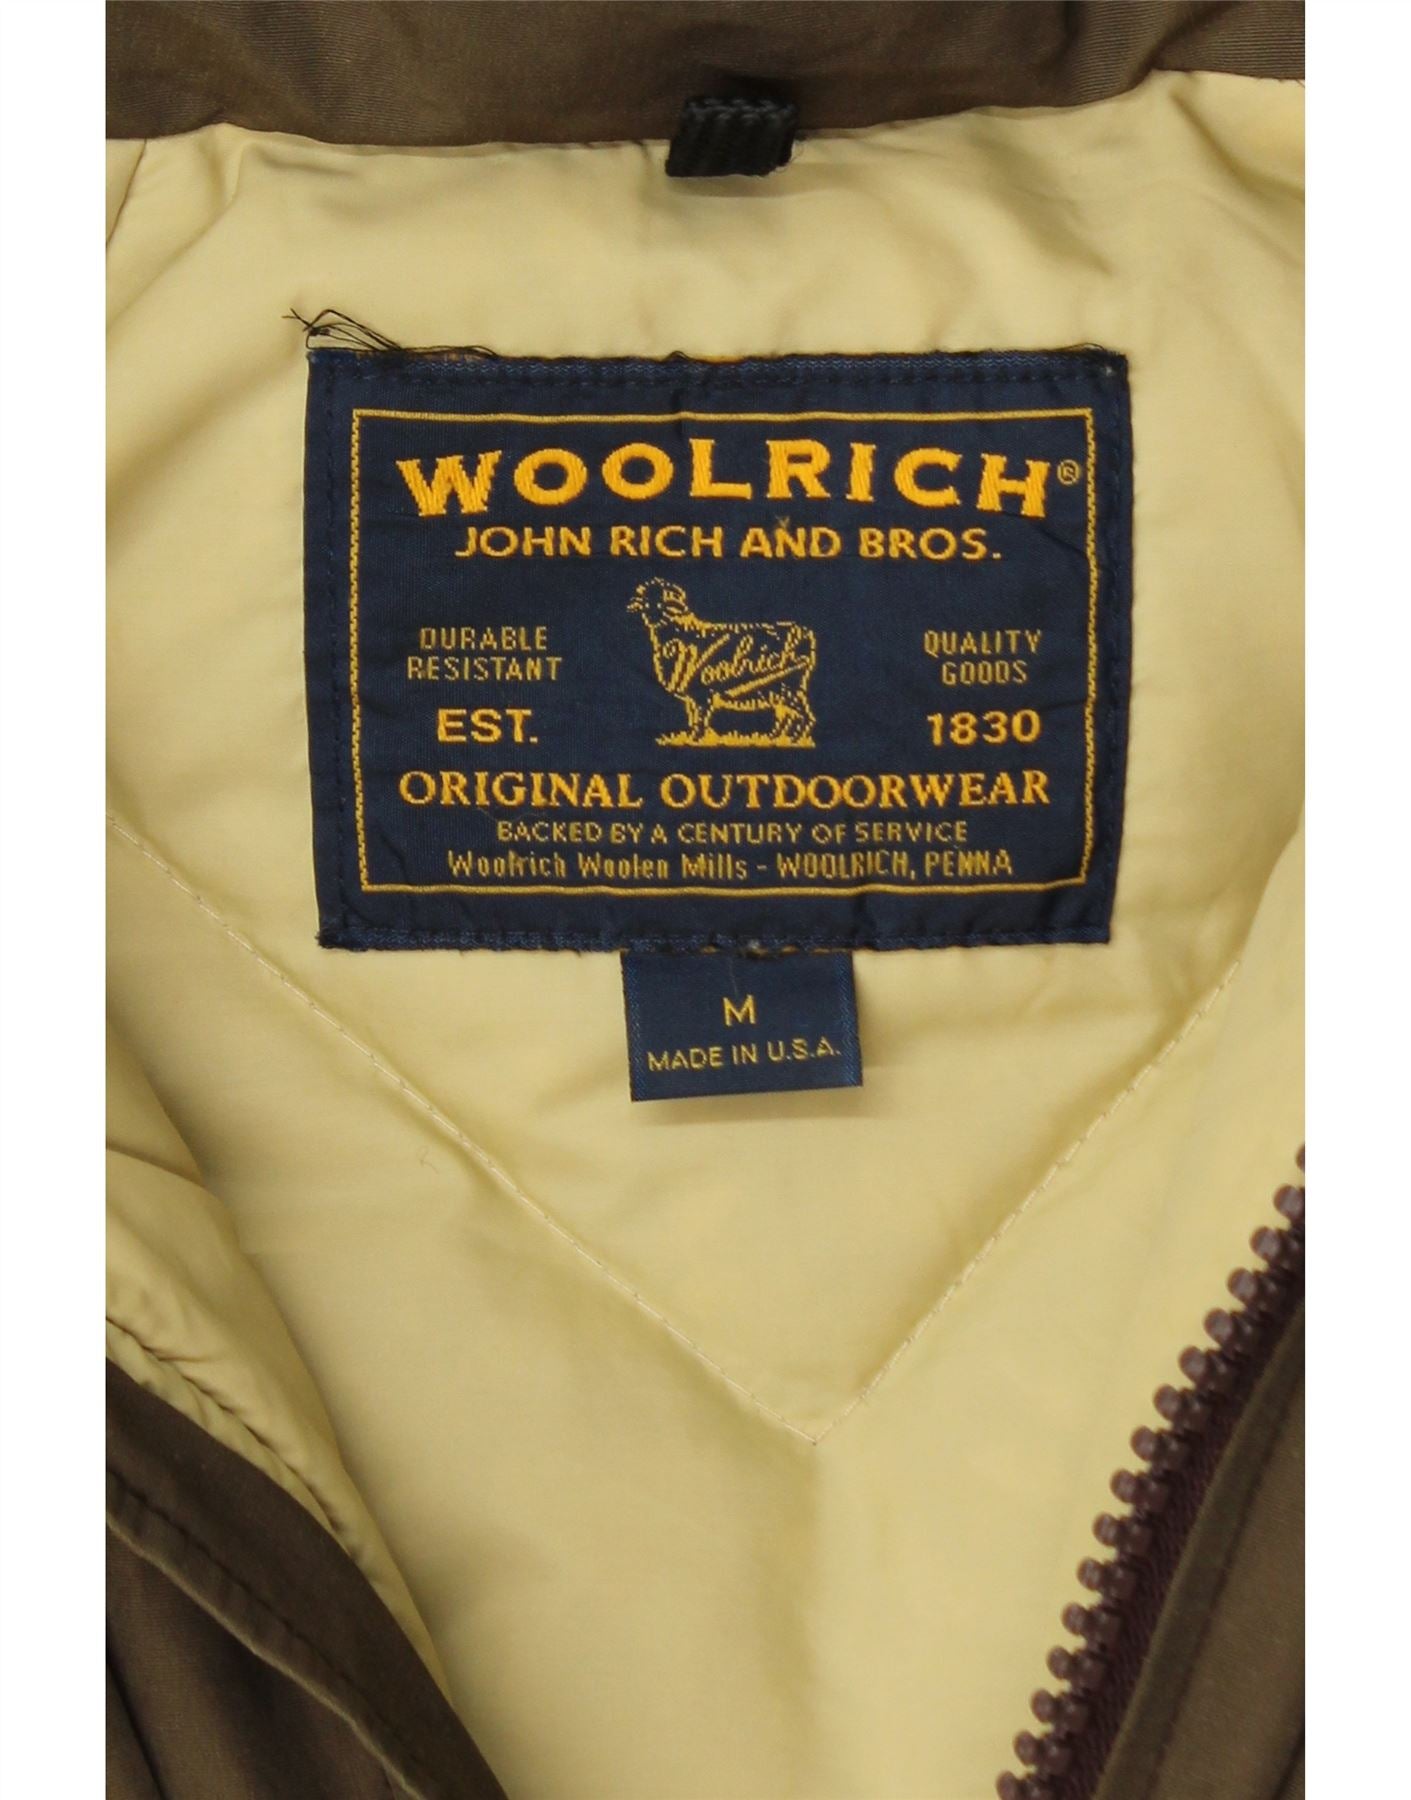 WOOLRICH®
JOHN RICH AND BROS.
DURABLE
RESISTANT
Woolrich
QUALITY
GOODS
EST. 1830
ORIGINAL OUTDOORWEAR
BACKED BY A CENTURY OF SERVICE
Woolrich Woolen Mills - WOOLRICH, PENNA
M
MADE IN U.S.A.